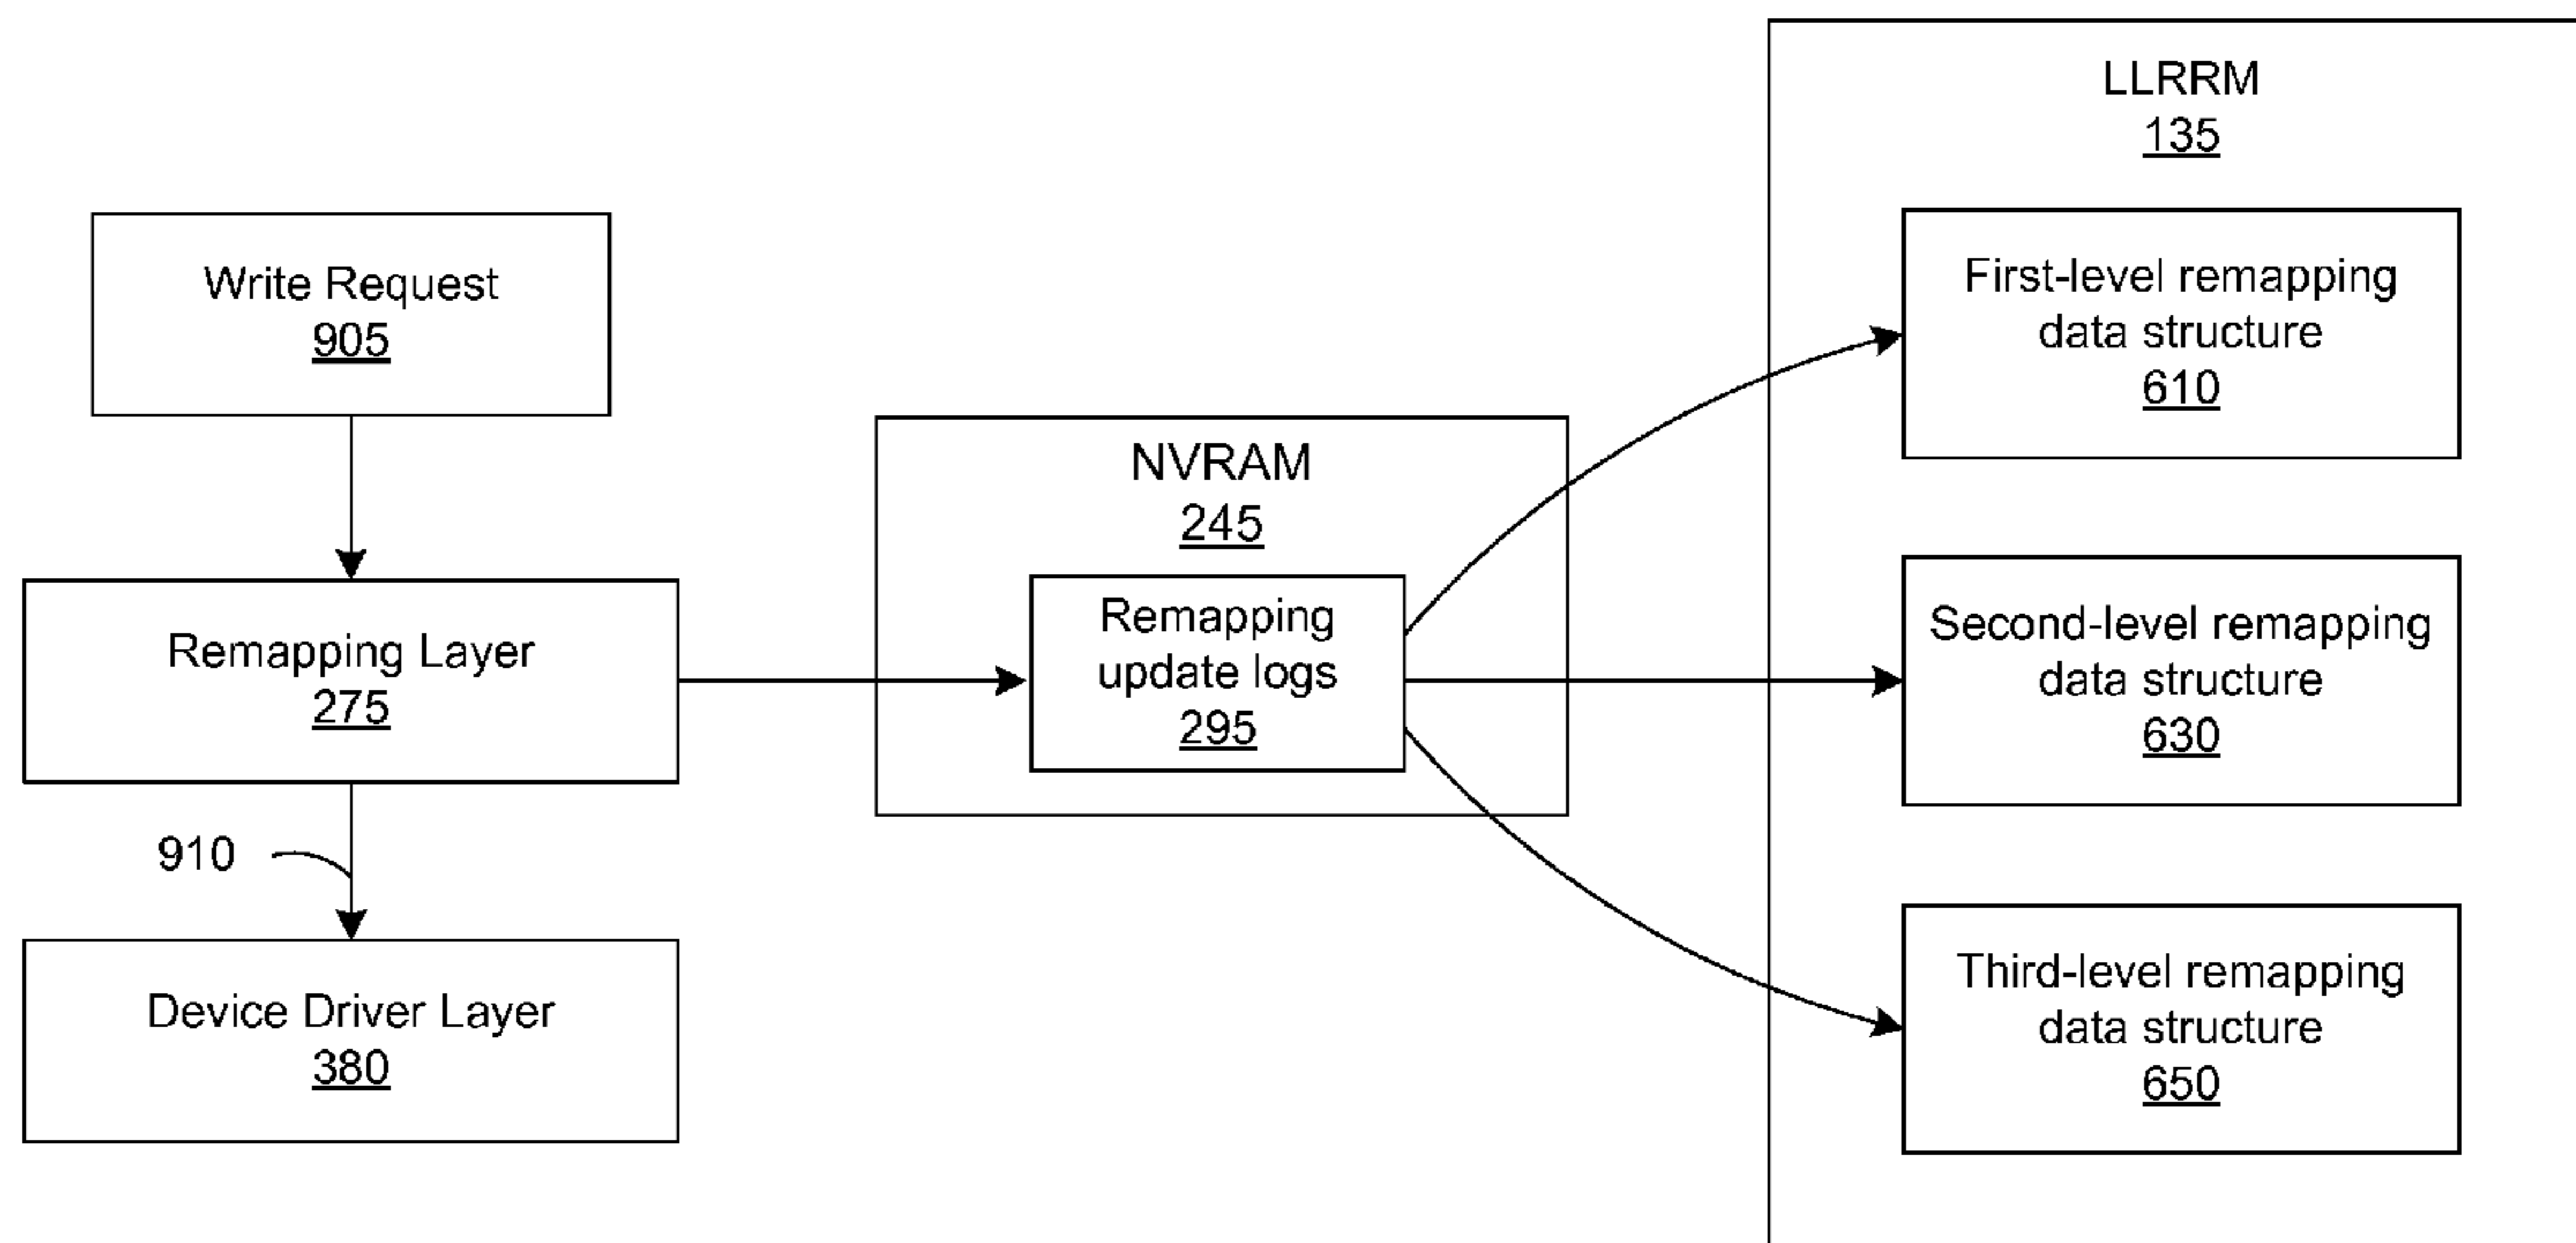 Write Request
905
Remapping Layer
275
910
Device Driver Layer
380
NVRAM
245
Remapping
update logs
295
LLRRM
135
First-level remapping
data structure
610
Second-level remapping
data structure
630
Third-level remapping
data structure
650